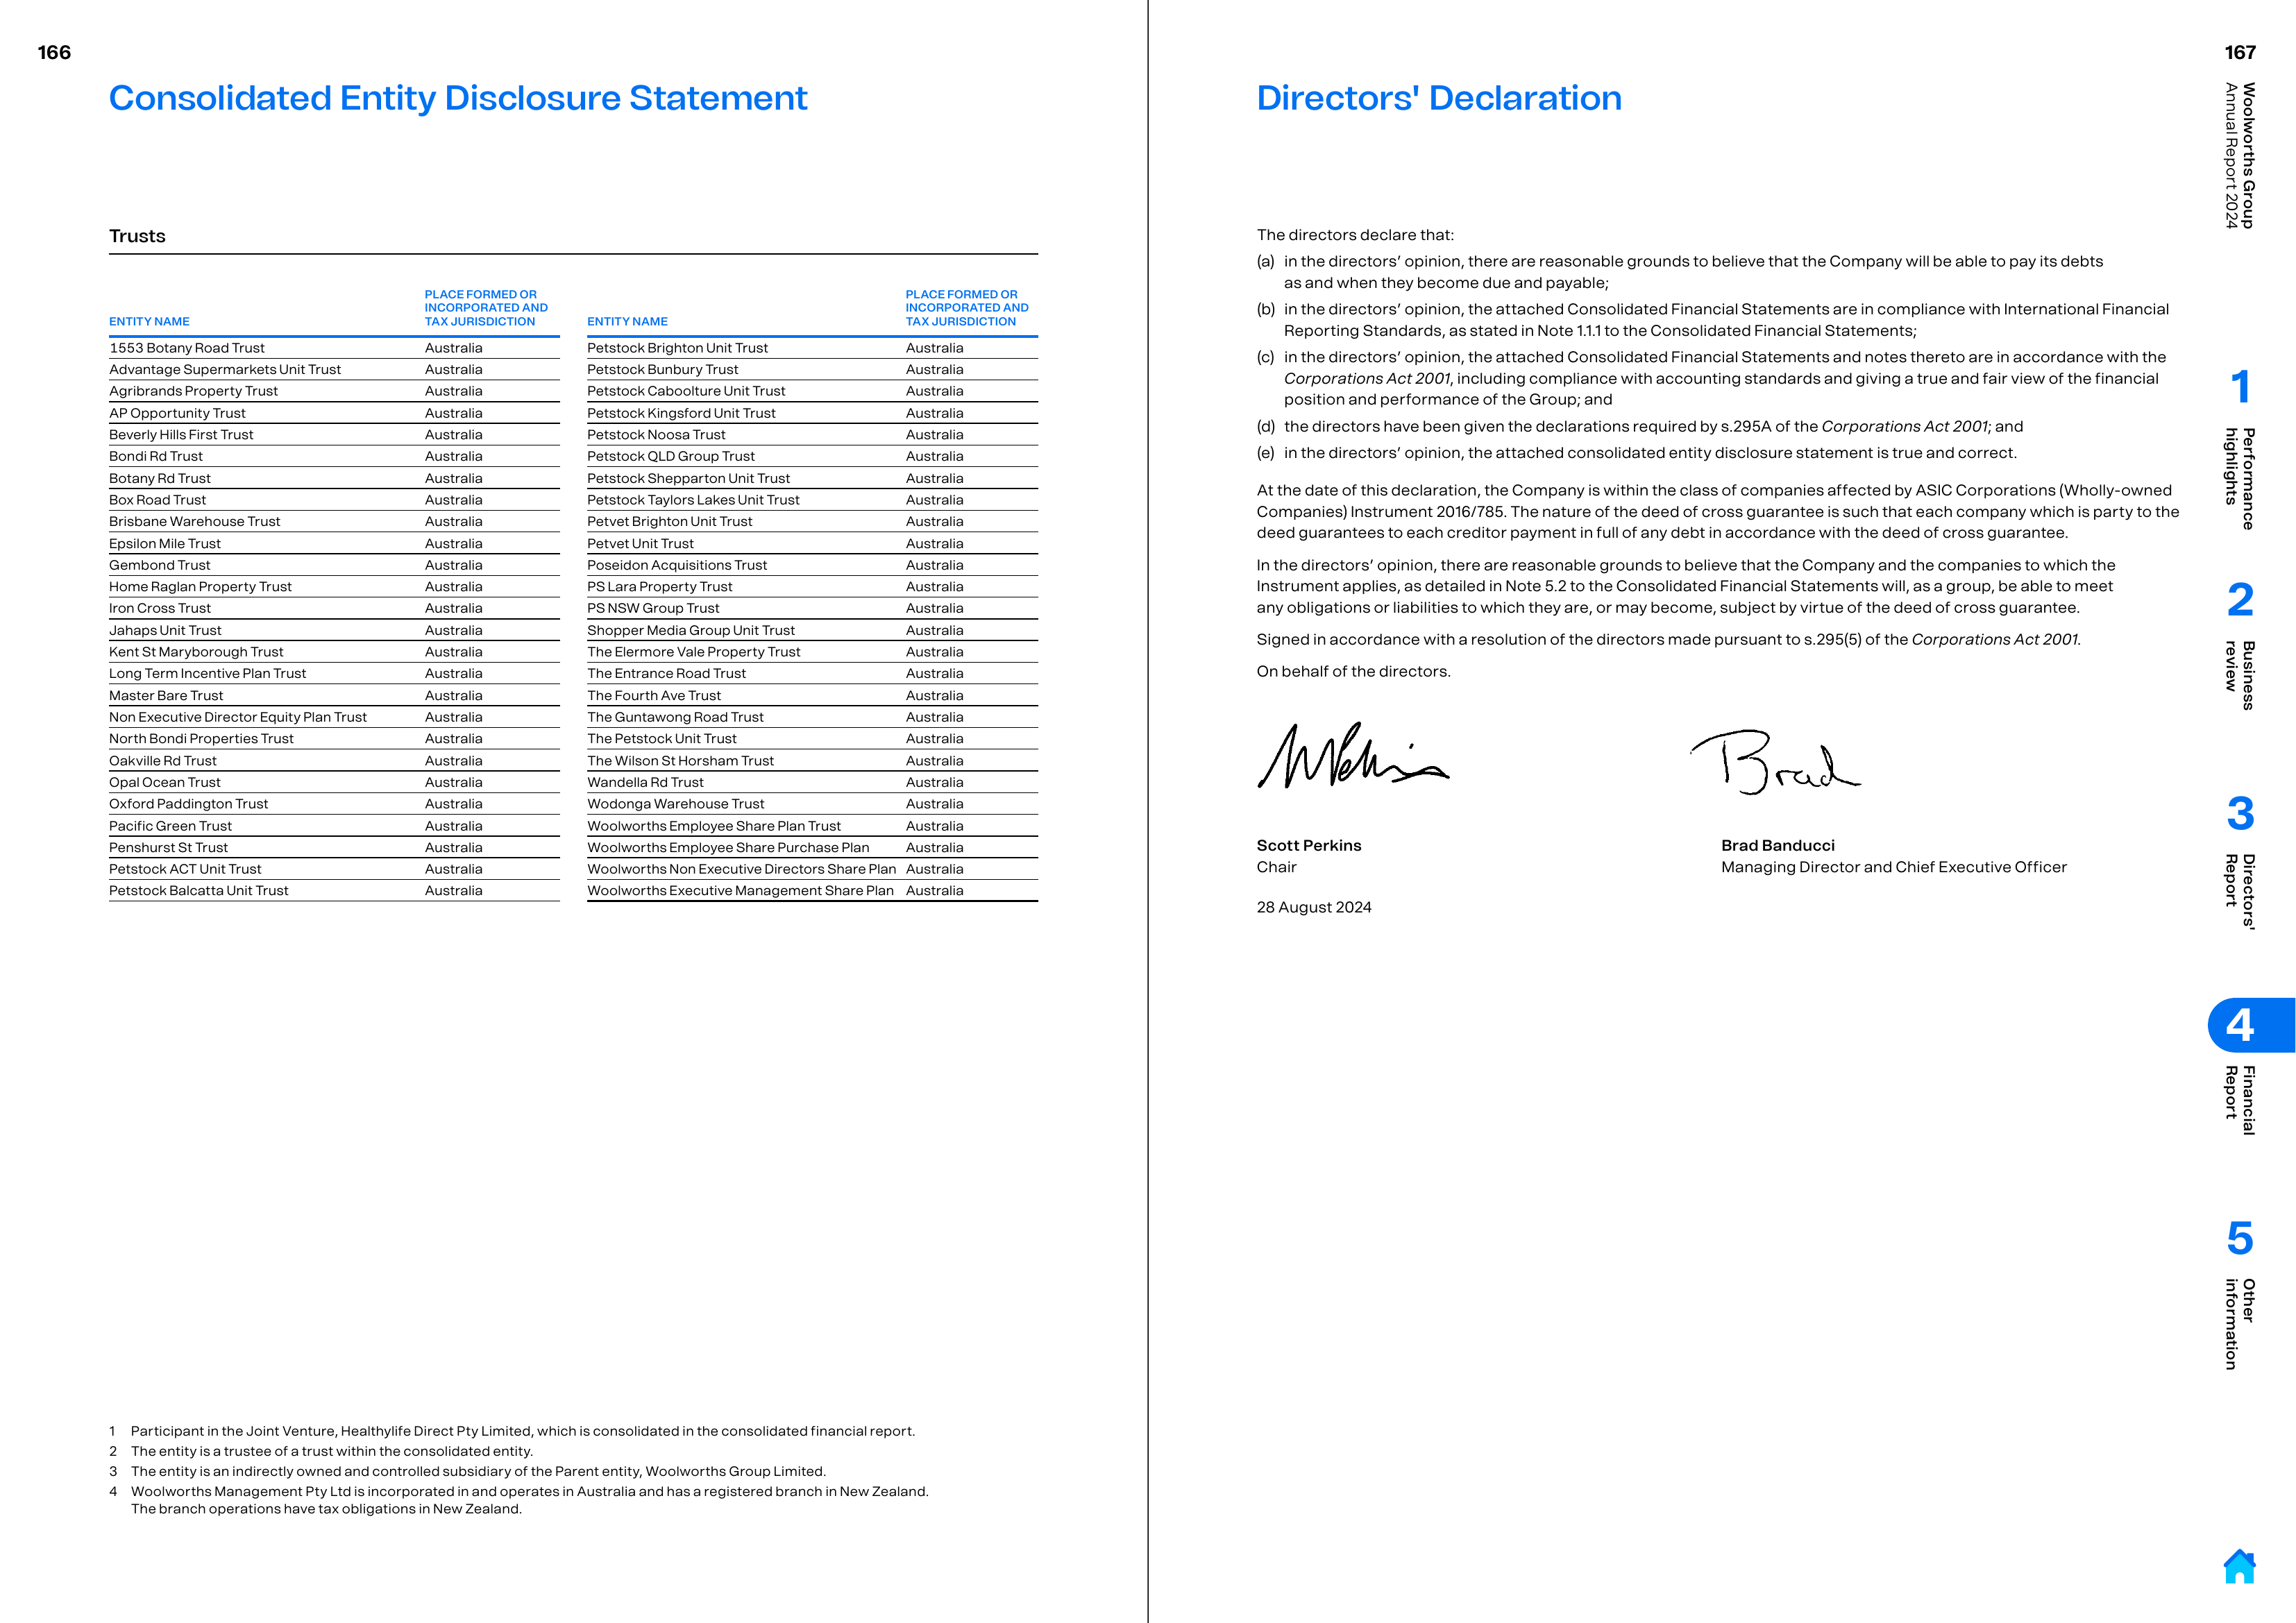 166
Consolidated Entity Disclosure Statement
Trusts
ENTITY NAME
PLACE FORMED OR
INCORPORATED AND
TAX JURISDICTION
1553 Botany Road Trust Australia
Advantage Supermarkets Unit Trust Australia
Agribrands Property Trust Australia
AP Opportunity Trust Australia
Beverly Hills First Trust Australia
Bondi Rd Trust Australia
Botany Rd Trust Australia
Box Road Trust Australia
Brisbane Warehouse Trust Australia
Epsilon Mile Trust Australia
Gembond Trust Australia
Home Raglan Property Trust Australia
Iron Cross Trust Australia
Jahaps Unit Trust Australia
Kent St Maryborough Trust Australia
Long Term Incentive Plan Trust Australia
Master Bare Trust Australia
Non Executive Director Equity Plan Trust Australia
North Bondi Properties Trust Australia
Oakville Rd Trust Australia
Opal Ocean Trust Australia
Oxford Paddington Trust Australia
Pacific Green Trust Australia
Penshurst St Trust Australia
Petstock ACT Unit Trust Australia
Petstock Balcatta Unit Trust Australia
ENTITY NAME
PLACE FORMED OR
INCORPORATED AND
TAX JURISDICTION
Petstock Brighton Unit Trust Australia
Petstock Bunbury Trust Australia
Petstock Caboolture Unit Trust Australia
Petstock Kingsford Unit Trust Australia
Petstock Noosa Trust Australia
Petstock QLD Group Trust Australia
Petstock Shepparton Unit Trust Australia
Petstock Taylors Lakes Unit Trust Australia
Petvet Brighton Unit Trust Australia
Petvet Unit Trust Australia
Poseidon Acquisitions Trust Australia
PS Lara Property Trust Australia
PS NSW Group Trust Australia
Shopper Media Group Unit Trust Australia
The Elermore Vale Property Trust Australia
The Entrance Road Trust Australia
The Fourth Ave Trust Australia
The Guntawong Road Trust Australia
The Petstock Unit Trust Australia
The Wilson St Horsham Trust Australia
Wandella Rd Trust Australia
Wodonga Warehouse Trust Australia
Woolworths Employee Share Plan Trust Australia
Woolworths Employee Share Purchase Plan Australia
Woolworths Non Executive Directors Share Plan Australia
Woolworths Executive Management Share Plan Australia
1 Participant in the Joint Venture, Healthylife Direct Pty Limited, which is consolidated in the consolidated financial report.
2 The entity is a trustee of a trust within the consolidated entity.
3 The entity is an indirectly owned and controlled subsidiary of the Parent entity, Woolworths Group Limited.
4 Woolworths Management Pty Ltd is incorporated in and operates in Australia and has a registered branch in New Zealand.
The branch operations have tax obligations in New Zealand.
Directors' Declaration
The directors declare that:
(a) in the directors’ opinion, there are reasonable grounds to believe that the Company will be able to pay its debts
as and when they become due and payable;
(b) in the directors’ opinion, the attached Consolidated Financial Statements are in compliance with International Financial
Reporting Standards, as stated in Note 1.1.1 to the Consolidated Financial Statements;
(c) in the directors’ opinion, the attached Consolidated Financial Statements and notes thereto are in accordance with the
Corporations Act 2001, including compliance with accounting standards and giving a true and fair view of the financial
position and performance of the Group; and
(d) the directors have been given the declarations required by s.295A of the Corporations Act 2001; and
(e) in the directors’ opinion, the attached consolidated entity disclosure statement is true and correct.
At the date of this declaration, the Company is within the class of companies affected by ASIC Corporations (Wholly-owned
Companies) Instrument 2016/785. The nature of the deed of cross guarantee is such that each company which is party to the
deed guarantees to each creditor payment in full of any debt in accordance with the deed of cross guarantee.
In the directors’ opinion, there are reasonable grounds to believe that the Company and the companies to which the
Instrument applies, as detailed in Note 5.2 to the Consolidated Financial Statements will, as a group, be able to meet
any obligations or liabilities to which they are, or may become, subject by virtue of the deed of cross guarantee.
Signed in accordance with a resolution of the directors made pursuant to s.295(5) of the Corporations Act 2001.
On behalf of the directors.
Brad
Scott Perkins
Chair
Brad Banducci
Managing Director and Chief Executive Officer
28 August 2024
167
Woolworths Group
Annual Report 2024
1
Performance
highlights
2
Business
review
3
Directors'
Report
4
Financial
Report
5
Other
information